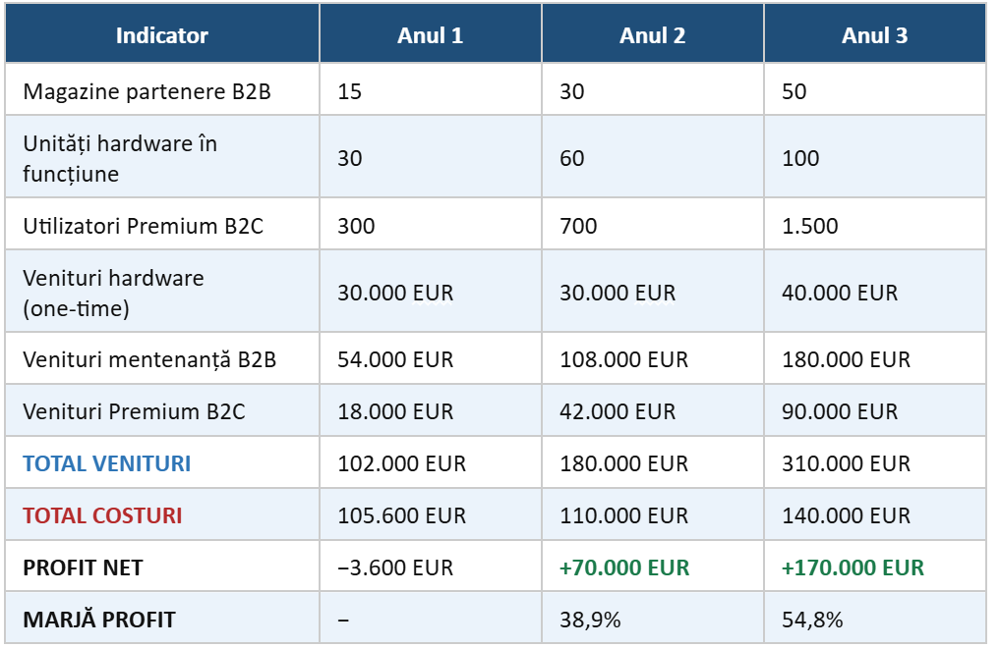 Indicator Anul 1 Anul 2 Anul 3
Magazine partenere B2B 15 30 50
Unități hardware în
funcțiune 30 60 100
Utilizatori Premium B2C 300 700 1.500
Venituri hardware
(one-time) 30.000 EUR 30.000 EUR 40.000 EUR
Venituri mentenanță B2B 54.000 EUR 108.000 EUR 180.000 EUR
Venituri Premium B2C 18.000 EUR 42.000 EUR 90.000 EUR
TOTAL VENITURI 102.000 EUR 180.000 EUR 310.000 EUR
TOTAL COSTURI 105.600 EUR 110.000 EUR 140.000 EUR
PROFIT NET −3.600 EUR +70.000 EUR +170.000 EUR
MARJĂ PROFIT – 38,9% 54,8%